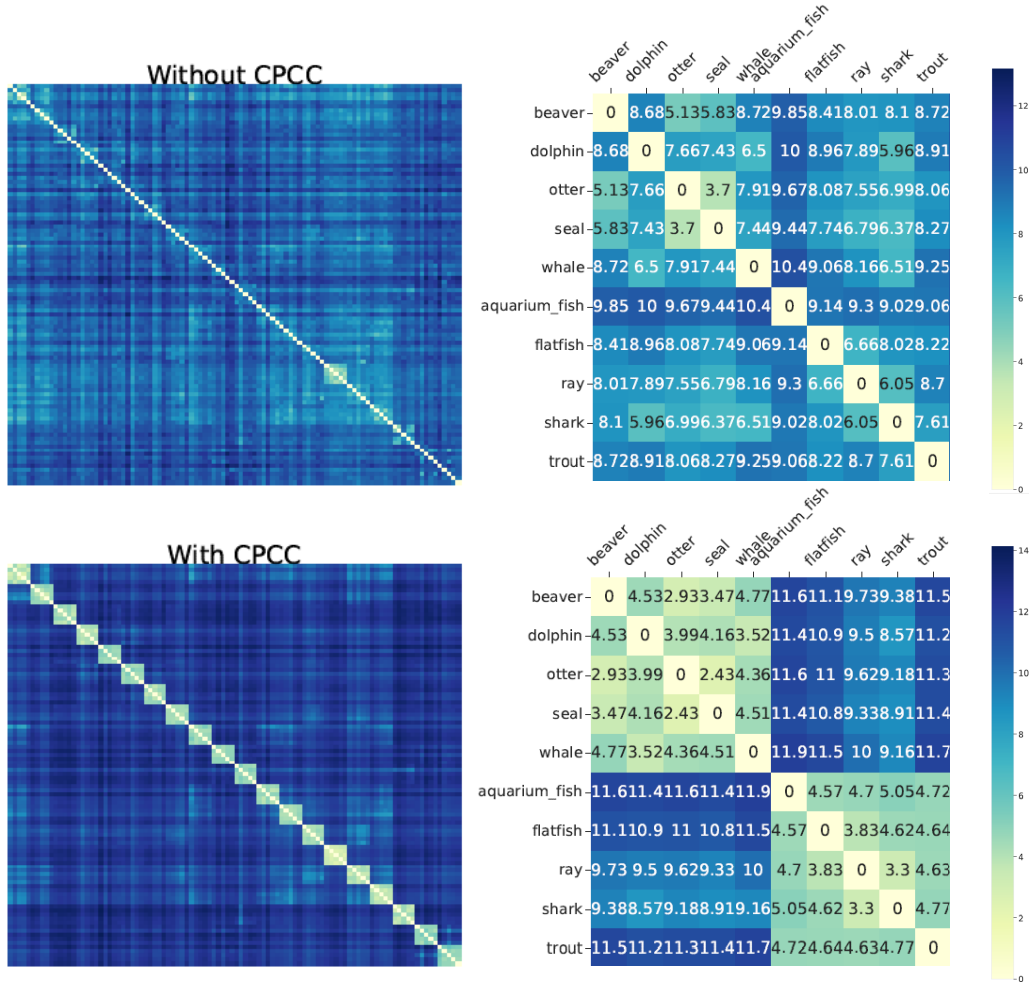 Without CPCC
beaver dolphin otter seal whale aquarium_fish flatfish ray shark trout
beaver 0 8.68 5.13 5.83 8.72 9.85 8.41 8.01 8.1 8.72
dolphin 8.68 0 7.66 7.43 6.5 10 8.96 7.89 5.96 8.91
otter 5.13 7.66 0 3.7 7.91 9.67 8.08 7.55 6.99 8.06
seal 5.83 7.43 3.7 0 7.44 9.44 7.74 6.79 6.37 8.27
whale 8.72 6.5 7.91 7.44 0 10.4 9.06 8.16 6.51 9.25
aquarium_fish 9.85 10 9.67 9.44 10.4 0 9.14 9.3 9.02 9.06
flatfish 8.41 8.96 8.08 7.74 9.06 9.14 0 6.66 8.02 8.22
ray 8.01 7.89 7.55 6.79 8.16 9.3 6.66 0 6.05 8.7
shark 8.1 5.96 6.99 6.37 6.51 9.02 8.02 6.05 0 7.61
trout 8.72 8.91 8.06 8.27 9.25 9.06 8.22 8.7 7.61 0
12
10
8
6
4
2
0
With CPCC
beaver dolphin otter seal whale aquarium_fish flatfish ray shark trout
beaver 0 4.53 2.93 3.47 4.77 11.6 11.1 9.73 9.38 11.5
dolphin 4.53 0 3.99 4.16 3.52 11.4 10.9 9.5 8.57 11.2
otter 2.93 3.99 0 2.43 4.36 11.6 11 9.62 9.18 11.3
seal 3.47 4.16 2.43 0 4.51 11.4 10.8 9.33 8.91 11.4
whale 4.77 3.52 4.36 4.51 0 11.9 11.5 10 9.16 11.7
aquarium_fish 11.6 11.4 11.6 11.4 11.9 0 4.57 4.7 5.05 4.72
flatfish 11.1 10.9 11 10.8 11.5 4.57 0 3.83 4.62 4.64
ray 9.73 9.5 9.62 9.33 10 4.7 3.83 0 3.3 4.63
shark 9.38 8.57 9.18 8.91 9.16 5.05 4.62 3.3 0 4.77
trout 11.5 11.2 11.3 11.4 11.7 4.72 4.64 4.63 4.77 0
14
12
10
8
6
4
2
0